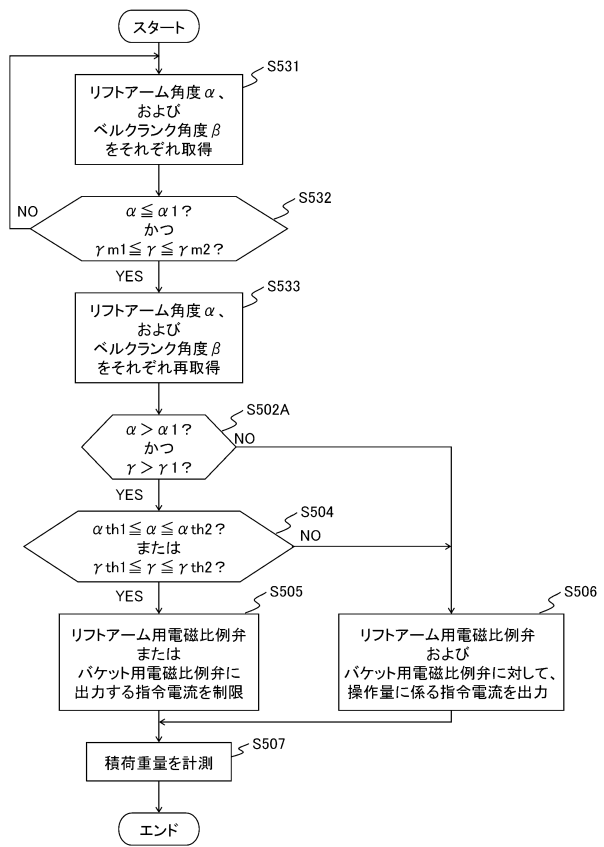 スタート
S531
リフトアーム角度α、
および
ベルクランク角度β
をそれぞれ取得
S532
NO
α≦α1?
かつ
γm1≦γ≦γm2?
YES
S533
リフトアーム角度α、
および
ベルクランク角度β
をそれぞれ再取得
S502A
α>α1?
かつ
γ>γ1?
NO
YES
S504
αth1≦α≦αth2?
または
γth1≦γ≦γth2?
NO
YES
S505
リフトアーム用電磁比例弁
または
バケット用電磁比例弁に
出力する指令電流を制限
S506
リフトアーム用電磁比例弁
および
バケット用電磁比例弁に対して、
操作量に係る指令電流を出力
S507
積荷重量を計測
エンド